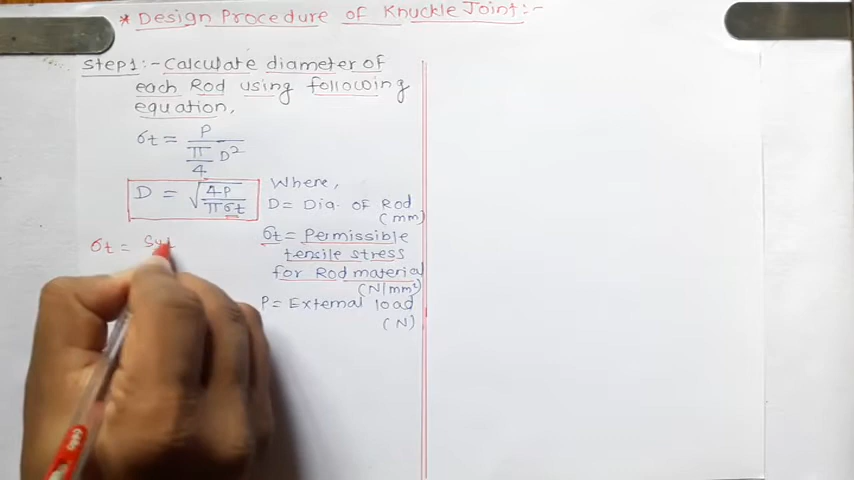 * Design Procedure of Knuckle Joint:-
Step1:- Calculate diameter of
each Rod using following
equation,
σt = P / (π/4 D²)
D = √(4P/πσt)
Where,
D = Dia. of Rod
(mm)
σt = Permissible
tensile stress
for Rod material
(N/mm²)
P = External load
(N)
σt = Syt